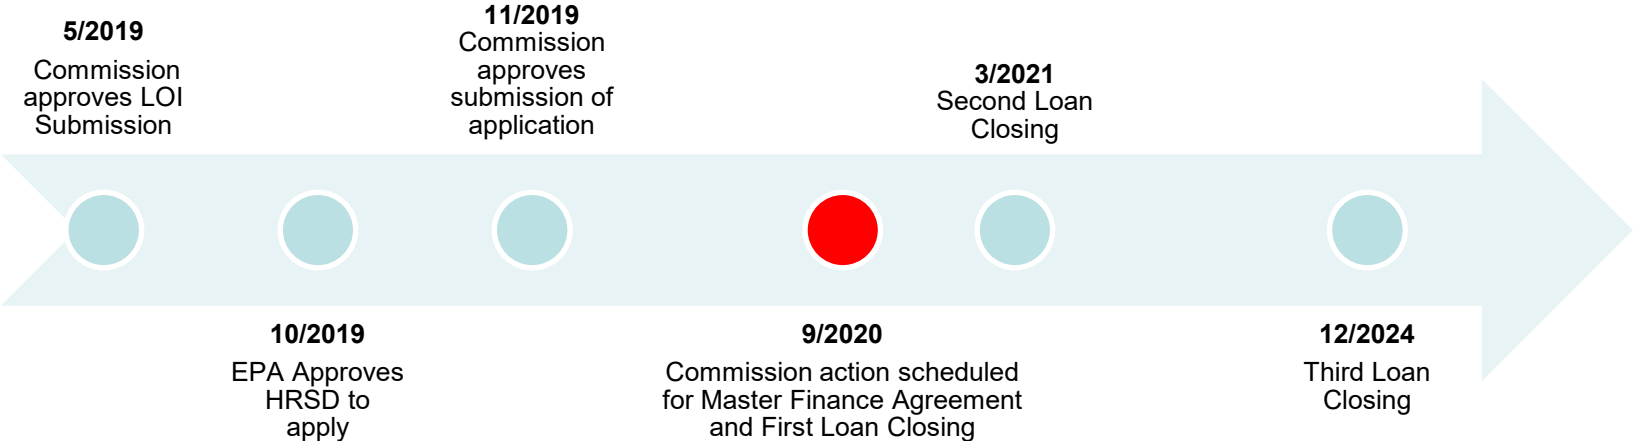 5/2019
Commission
approves LOI
Submission
11/2019
Commission
approves
submission of
application
3/2021
Second Loan
Closing
10/2019
EPA Approves
HRSD to
apply
9/2020
Commission action scheduled
for Master Finance Agreement
and First Loan Closing
12/2024
Third Loan
Closing